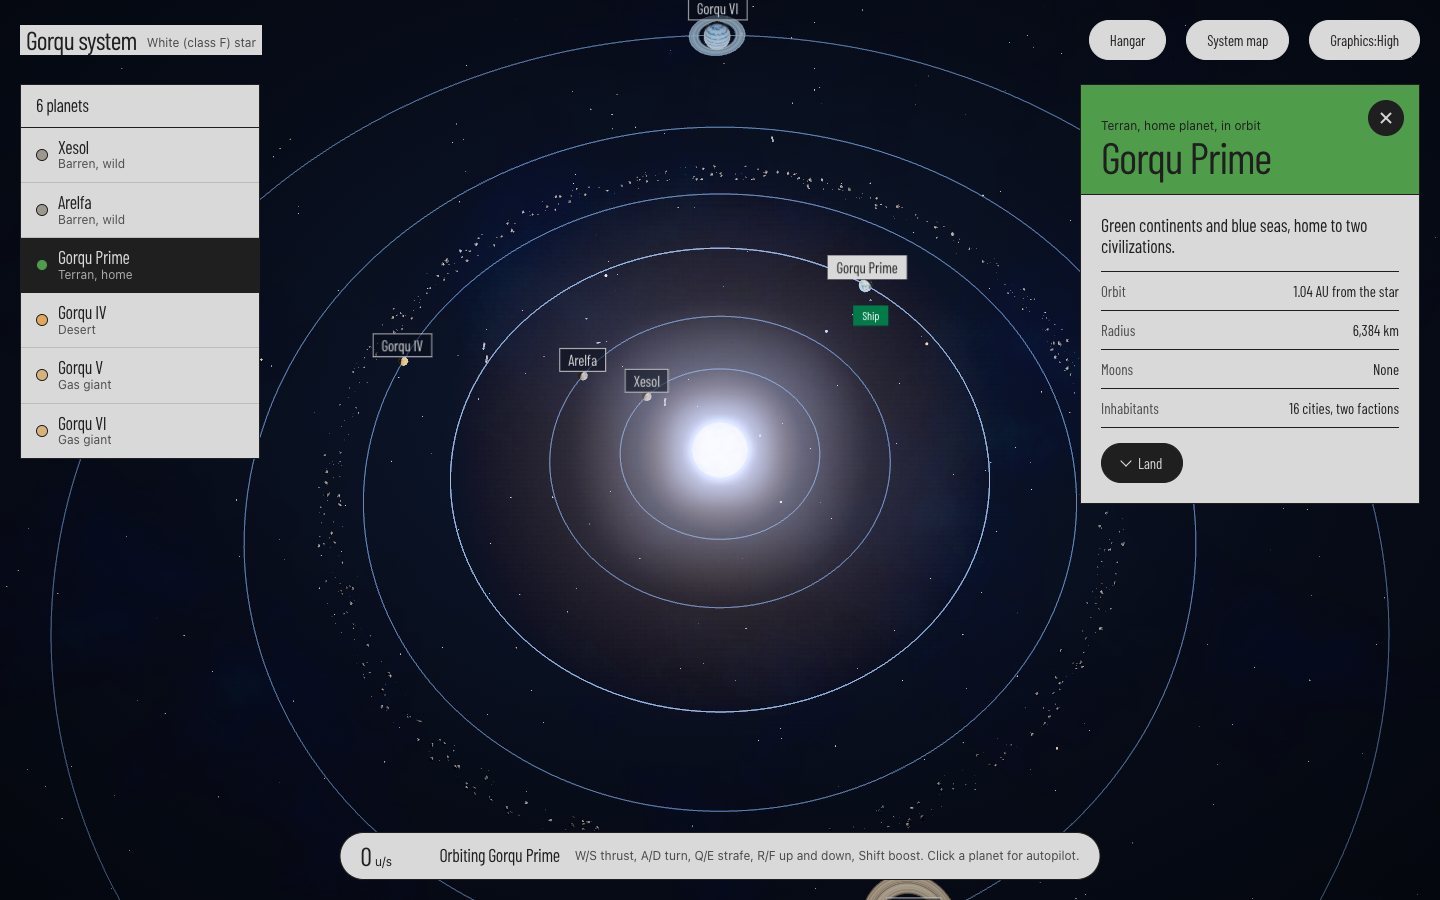 Gorqu system White (class F) star
Gorqu VI
Hangar
System map
Graphics:High
6 planets
Xesol
Barren, wild
Arelfa
Barren, wild
Gorqu Prime
Terran, home
Gorqu IV
Desert
Gorqu V
Gas giant
Gorqu VI
Gas giant
Gorqu Prime
Ship
Gorqu IV
Arelfa
Xesol
Terran, home planet, in orbit
Gorqu Prime
Green continents and blue seas, home to two
civilizations.
Orbit 1.04 AU from the star
Radius 6,384 km
Moons None
Inhabitants 16 cities, two factions
Land
0 u/s Orbiting Gorqu Prime W/S thrust, A/D turn, Q/E strafe, R/F up and down, Shift boost. Click a planet for autopilot.